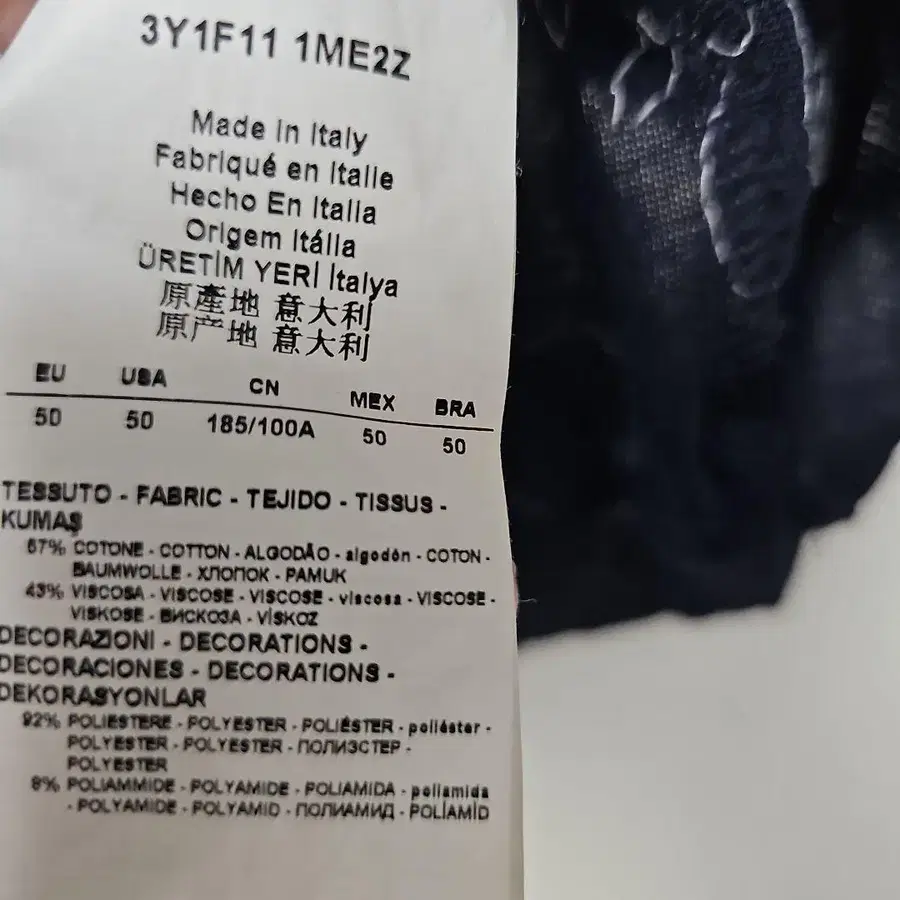 3Y1F11 1ME2Z
Made in Italy
Fabriqué en Italie
Hecho En Italia
Origem Itália
ÜRETİM YERİ İtalya
原產地 意大利
原产地 意大利
EU USA CN MEX BRA
50 50 185/100A 50 50
TESSUTO - FABRIC - TEJIDO - TISSUS -
KUMAŞ
57% COTONE - COTTON - ALGODÃO - algodón - COTON -
BAUMWOLLE - ХЛОПОК - PAMUK
43% VISCOSA - VISCOSE - VISCOSE - viscosa - VISCOSE -
VISKOSE - ВИСКОЗА - VİSKOZ
DECORAZIONI - DECORATIONS -
DECORACIONES - DECORATIONS -
DEKORASYONLAR
92% POLIESTERE - POLYESTER - POLIÉSTER - poliéster -
POLYESTER - POLYESTER - ПОЛИЭСТЕР -
POLYESTER
8% POLIAMMIDE - POLYAMIDE - POLIAMIDA - poliamida
- POLYAMIDE - POLYAMID - ПОЛИАМИД - POLİAMİD